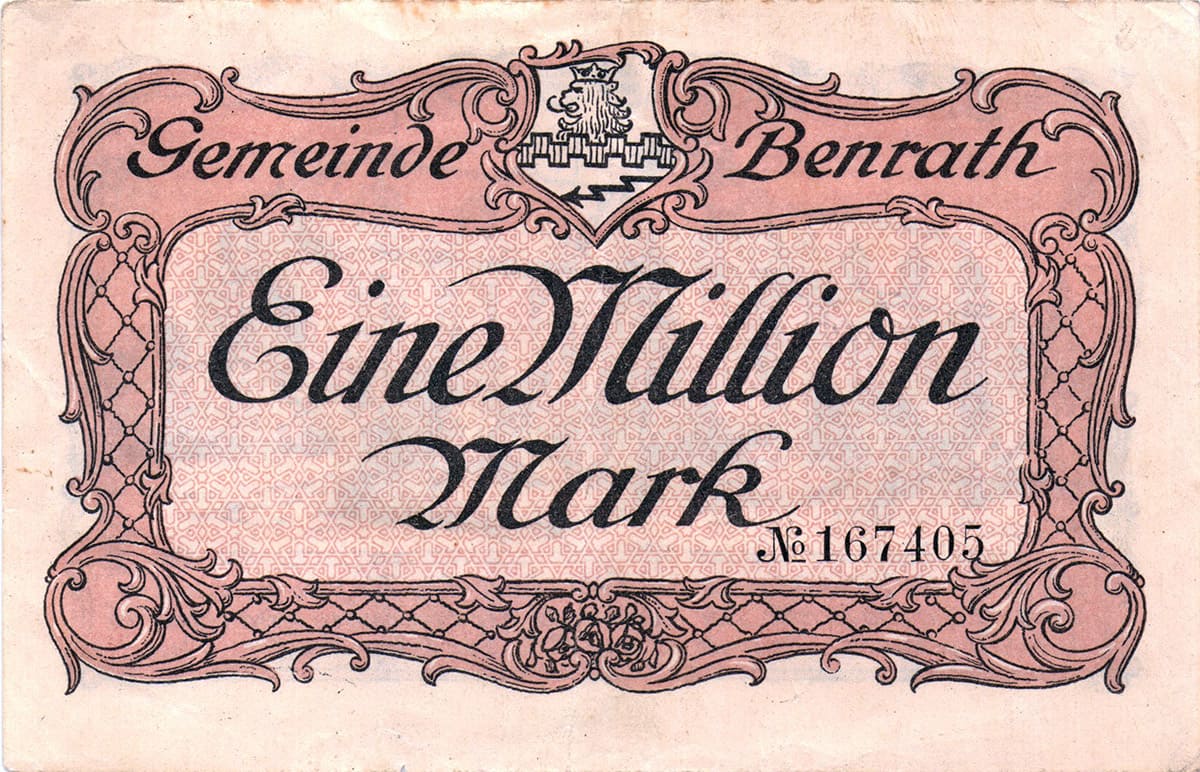 Gemeinde Benrath
Eine Million
Mark
№ 167405